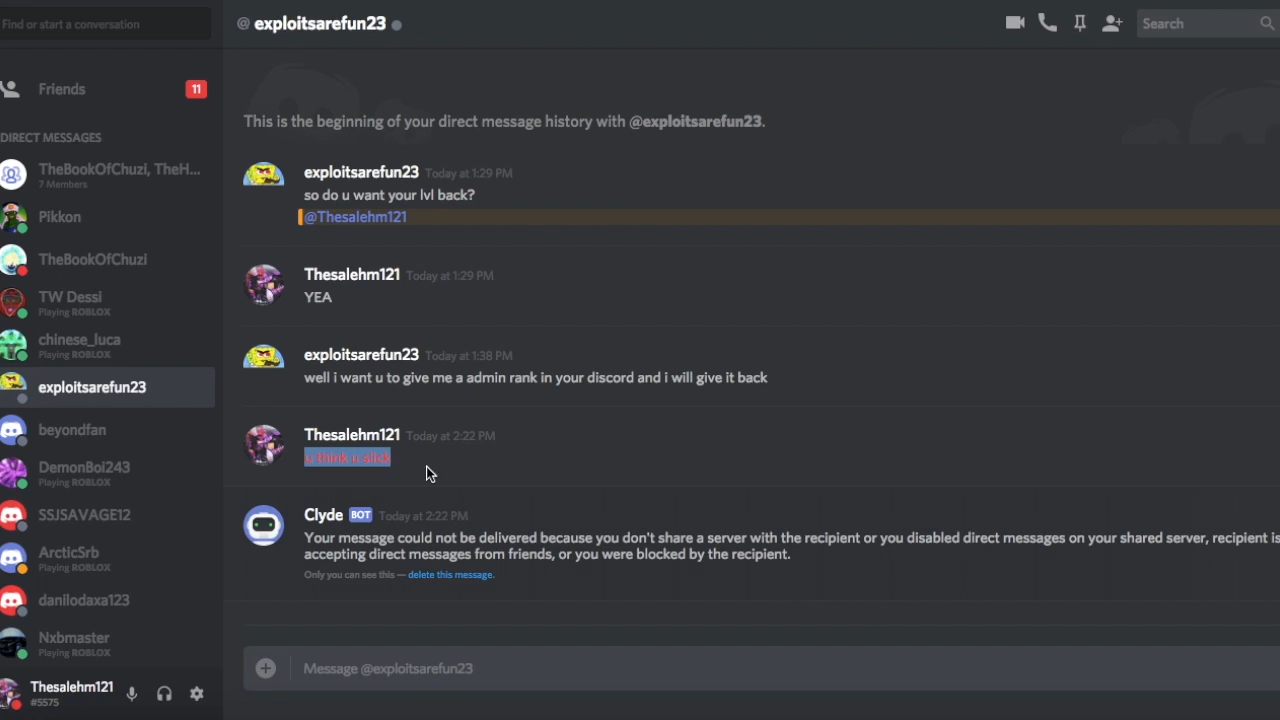 Find or start a conversation
@ exploitsarefun23
Search
Friends
11
DIRECT MESSAGES
TheBookOfChuzi, TheH...
7 Members
Pikkon
TheBookOfChuzi
TW Dessi
Playing ROBLOX
chinese_luca
Playing ROBLOX
exploitsarefun23
beyondfan
DemonBoi243
Playing ROBLOX
SSJSAVAGE12
ArcticSrb
Playing ROBLOX
danilodaxa123
Nxbmaster
Playing ROBLOX
Thesalehm121
#5575
This is the beginning of your direct message history with @exploitsarefun23.
exploitsarefun23 Today at 1:29 PM
so do u want your lvl back?
@Thesalehm121
Thesalehm121 Today at 1:29 PM
YEA
exploitsarefun23 Today at 1:38 PM
well i want u to give me a admin rank in your discord and i will give it back
Thesalehm121 Today at 2:22 PM
u think u slick
Clyde BOT Today at 2:22 PM
Your message could not be delivered because you don't share a server with the recipient or you disabled direct messages on your shared server, recipient is
accepting direct messages from friends, or you were blocked by the recipient.
Only you can see this — delete this message.
Message @exploitsarefun23